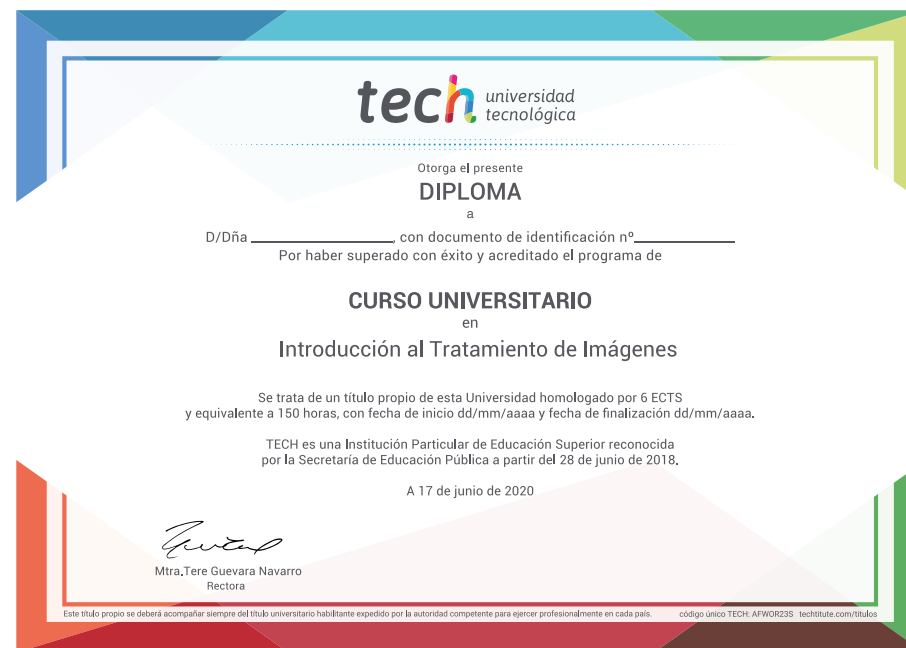 tech universidad
tecnológica
Otorga el presente
DIPLOMA
a
D/Dña ____________________, con documento de identificación nº______________
Por haber superado con éxito y acreditado el programa de
CURSO UNIVERSITARIO
en
Introducción al Tratamiento de Imágenes
Se trata de un título propio de esta Universidad homologado por 6 ECTS
y equivalente a 150 horas, con fecha de inicio dd/mm/aaaa y fecha de finalización dd/mm/aaaa.
TECH es una Institución Particular de Educación Superior reconocida
por la Secretaría de Educación Pública a partir del 28 de junio de 2018.
A 17 de junio de 2020
Mtra.Tere Guevara Navarro
Rectora
Este título propio se deberá acompañar siempre del título universitario habilitante expedido por la autoridad competente para ejercer profesionalmente en cada país. código único TECH: AFWOR23S techtitute.com/titulos